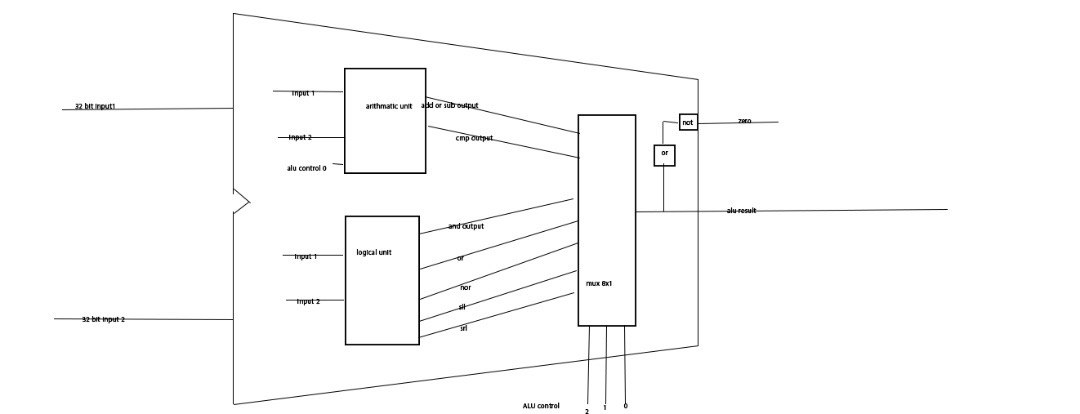 32 bit input1
input 1
arithmatic unit
add or sub output
input 2
cmp output
alu control 0
not
zero
or
alu result
and output
logical unit
input 1
or
nor
input 2
sll
srl
mux 8x1
32 bit input 2
ALU control
2
1
0